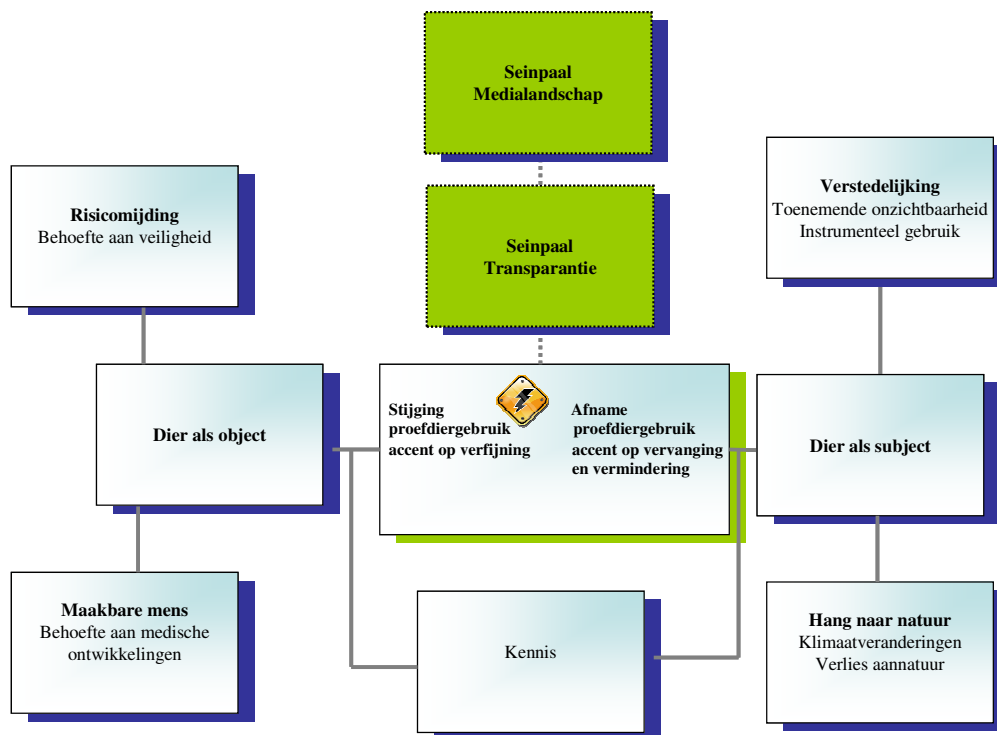 Seinpaal
Medialandschap
Risicomijding
Behoefte aan veiligheid
Seinpaal
Transparantie
Verstedelijking
Toenemende onzichtbaarheid
Instrumenteel gebruik
Dier als object
Stijging
proefdiergebruik
accent op verfijning
Afname
proefdiergebruik
accent op vervanging
en vermindering
Dier als subject
Maakbare mens
Behoefte aan medische
ontwikkelingen
Kennis
Hang naar natuur
Klimaatveranderingen
Verlies aannatuur